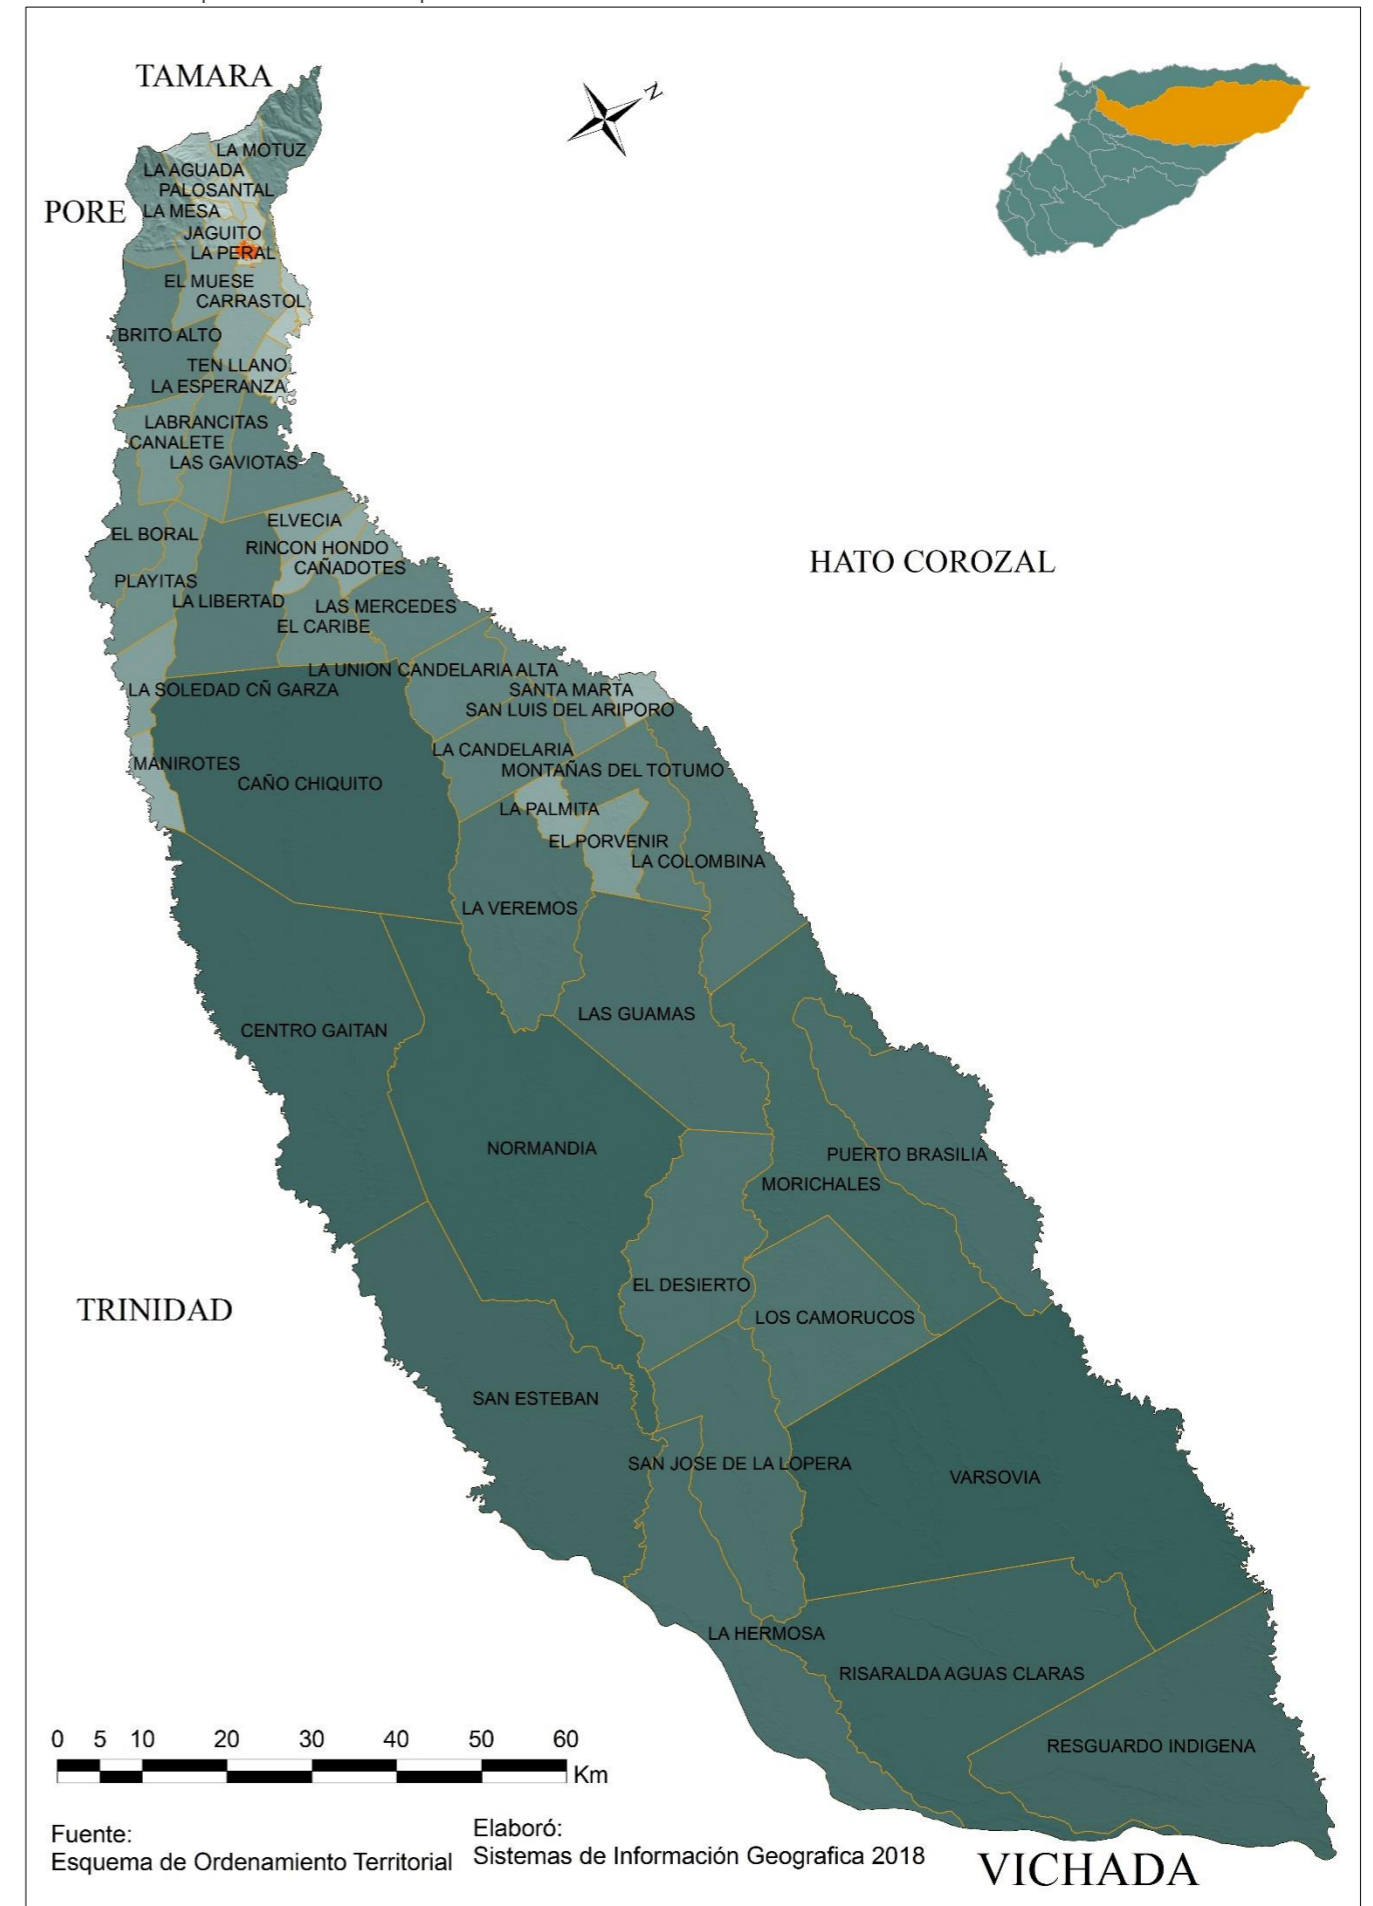 TAMARA
N
LA MOTUZ
LA AGUADA
PALOSANTAL
PORE
LA MESA
JAGUITO
LA PERAL
EL MUESE
CARRASTOL
BRITO ALTO
TEN LLANO
LA ESPERANZA
LABRANCITAS
CANALETE
LAS GAVIOTAS
ELVECIA
EL BORAL
RINCON HONDO
HATO COROZAL
CAÑADOTES
PLAYITAS
LA LIBERTAD
LAS MERCEDES
EL CARIBE
LA UNION CANDELARIA ALTA
LA SOLEDAD CÑ GARZA
SANTA MARTA
SAN LUIS DEL ARIPORO
LA CANDELARIA
MANIROTES
MONTAÑAS DEL TOTUMO
CAÑO CHIQUITO
LA PALMITA
EL PORVENIR
LA COLOMBINA
LA VEREMOS
LAS GUAMAS
CENTRO GAITAN
NORMANDIA
PUERTO BRASILIA
MORICHALES
EL DESIERTO
TRINIDAD
LOS CAMORUCOS
SAN ESTEBAN
SAN JOSE DE LA LOPERA
VARSOVIA
LA HERMOSA
RISARALDA AGUAS CLARAS
RESGUARDO INDIGENA
0 5 10 20 30 40 50 60
Km
Fuente:
Esquema de Ordenamiento Territorial
Elaboró:
Sistemas de Información Geografica 2018
VICHADA